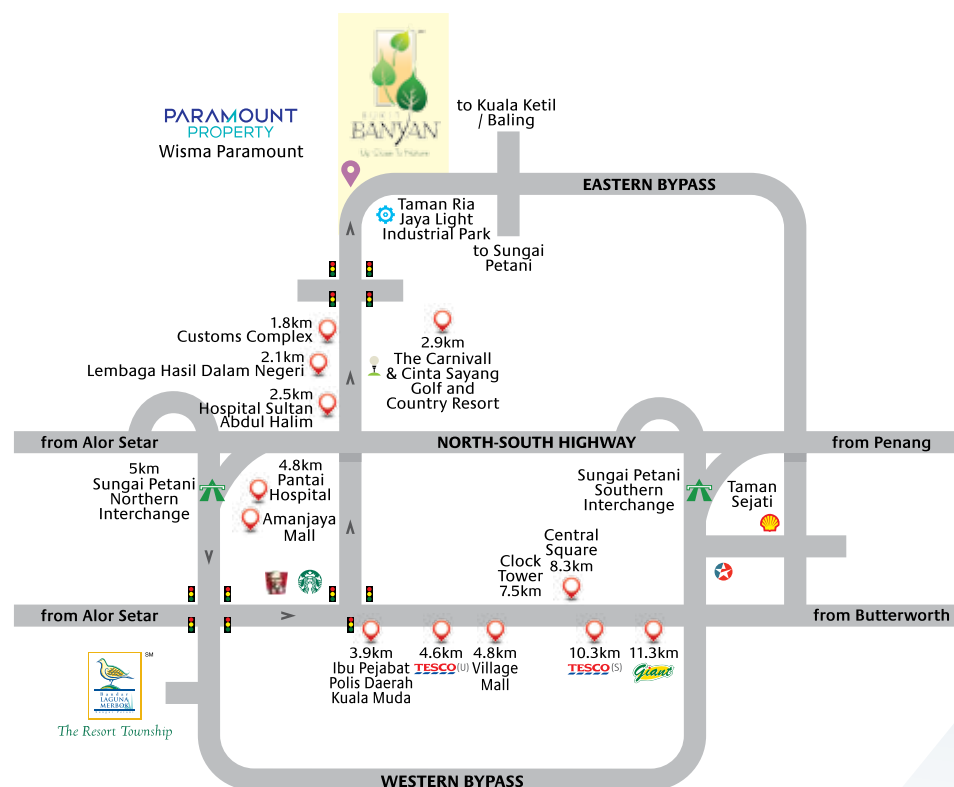 BANYAN
PARAMOUNT
PROPERTY
Wisma Paramount
to Kuala Ketil
/ Baling
EASTERN BYPASS
Taman Ria
Jaya Light
Industrial Park
to Sungai
Petani
1.8km
Customs Complex
2.1km
Lembaga Hasil Dalam Negeri
2.5km
Hospital Sultan
Abdul Halim
2.9km
The Carnivall
& Cinta Sayang
Golf and
Country Resort
from Alor Setar
NORTH-SOUTH HIGHWAY
from Penang
5km
Sungai Petani
Northern
Interchange
4.8km
Pantai
Hospital
Amanjaya
Mall
Sungai Petani
Southern
Interchange
Taman
Sejati
Central
Square
8.3km
Clock
Tower
7.5km
KFC
from Alor Setar
from Butterworth
3.9km
Ibu Pejabat
Polis Daerah
Kuala Muda
4.6km
TESCO (U)
4.8km
Village
Mall
10.3km
TESCO (S)
11.3km
Giant
SM
Bandar
LAGUNA
MERBOK
The Resort Township
WESTERN BYPASS